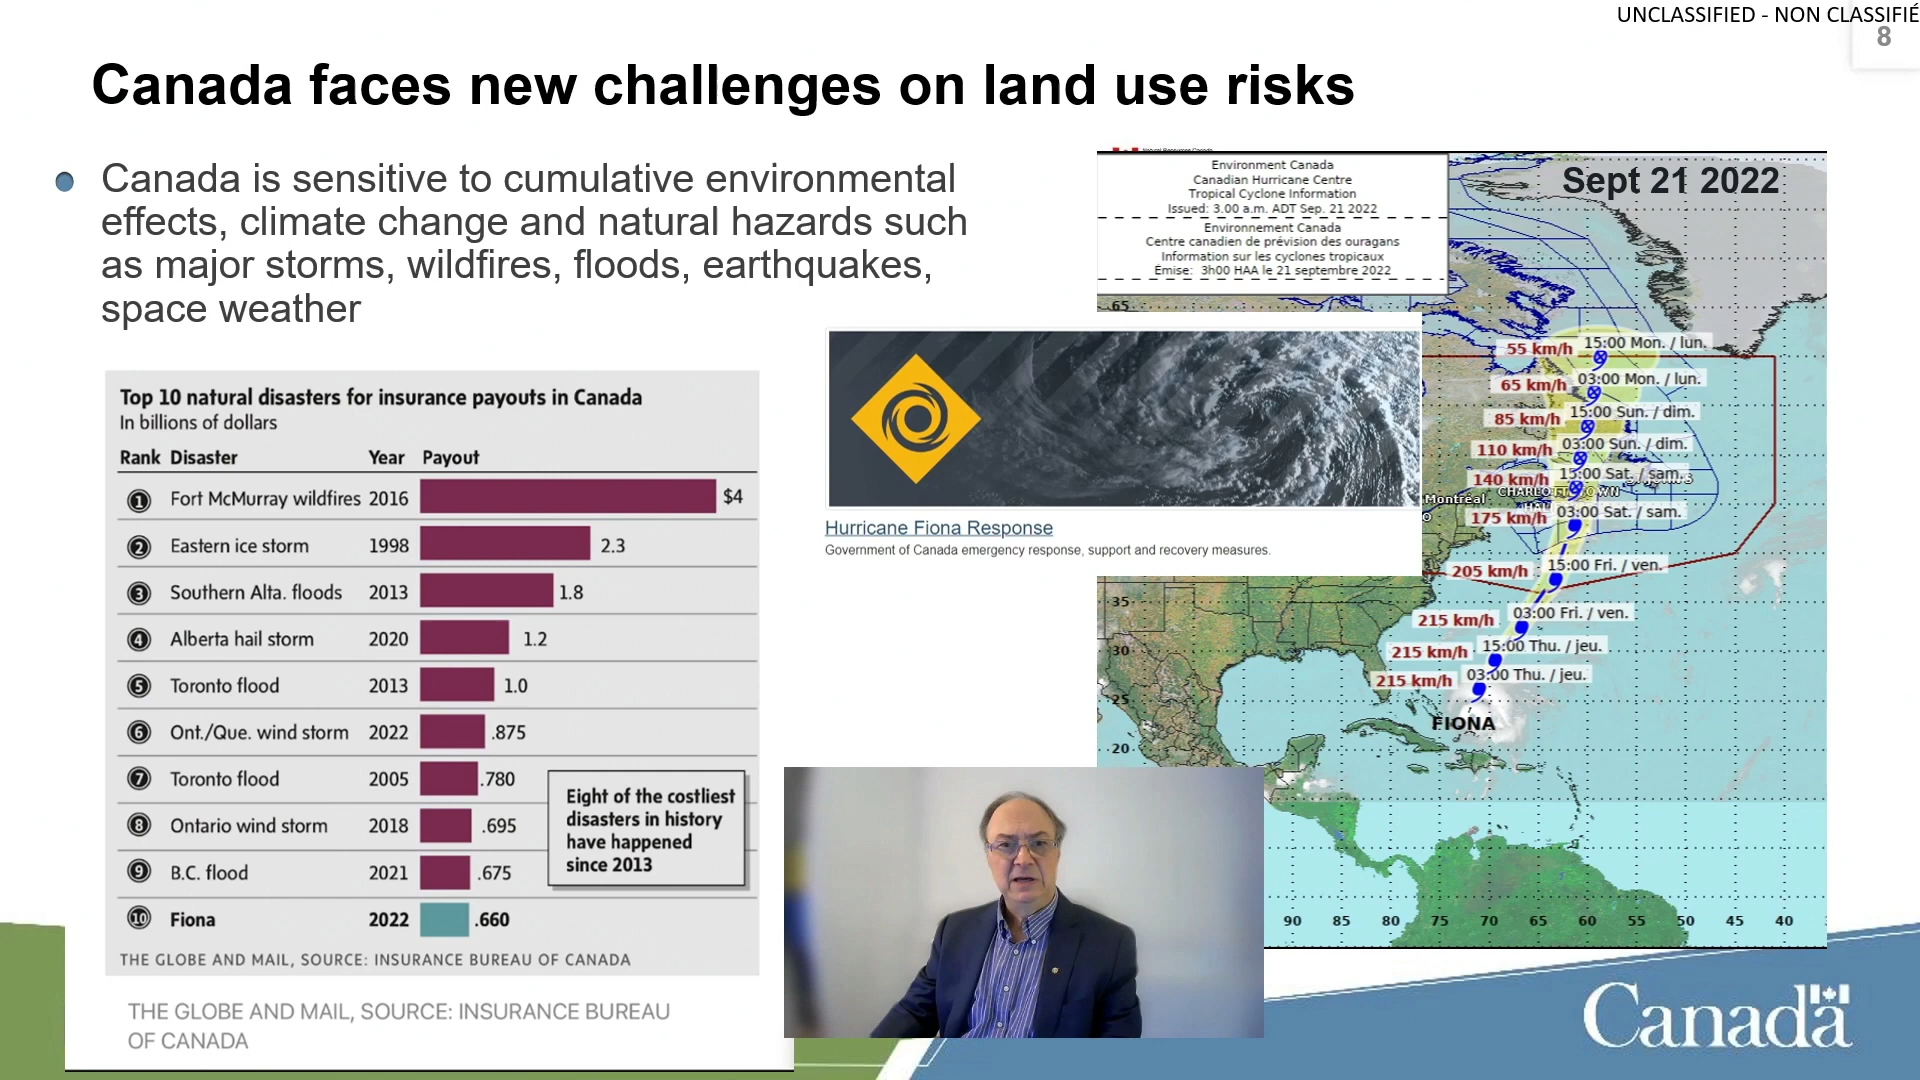 UNCLASSIFIED - NON CLASSIFIÉ
8
Canada faces new challenges on land use risks
Canada is sensitive to cumulative environmental
effects, climate change and natural hazards such
as major storms, wildfires, floods, earthquakes,
space weather
Top 10 natural disasters for insurance payouts in Canada
In billions of dollars
Rank Disaster Year Payout
1 Fort McMurray wildfires 2016 $4
2 Eastern ice storm 1998 2.3
3 Southern Alta. floods 2013 1.8
4 Alberta hail storm 2020 1.2
5 Toronto flood 2013 1.0
6 Ont./Que. wind storm 2022 .875
7 Toronto flood 2005 .780
8 Ontario wind storm 2018 .695
9 B.C. flood 2021 .675
10 Fiona 2022 .660
Eight of the costliest
disasters in history
have happened
since 2013
THE GLOBE AND MAIL, SOURCE: INSURANCE BUREAU OF CANADA
THE GLOBE AND MAIL, SOURCE: INSURANCE BUREAU
OF CANADA
Hurricane Fiona Response
Government of Canada emergency response, support and recovery measures.
Environment Canada
Canadian Hurricane Centre
Tropical Cyclone Information
Issued: 3.00 a.m. ADT Sep. 21 2022
Environnement Canada
Centre canadien de prévision des ouragans
Information sur les cyclones tropicaux
Émise: 3h00 HAA le 21 septembre 2022
Sept 21 2022
65
55 km/h 15:00 Mon. / lun.
65 km/h 03:00 Mon. / lun.
85 km/h 15:00 Sun. / dim.
110 km/h 03:00 Sun. / dim.
140 km/h 15:00 Sat. / sam.
Montréal
175 km/h 03:00 Sat. / sam.
205 km/h 15:00 Fri. / ven.
35
215 km/h 03:00 Fri. / ven.
30
215 km/h 15:00 Thu. / jeu.
215 km/h 03:00 Thu. / jeu.
25
FIONA
20
90 85 80 75 70 65 60 55 50 45 40
Canada